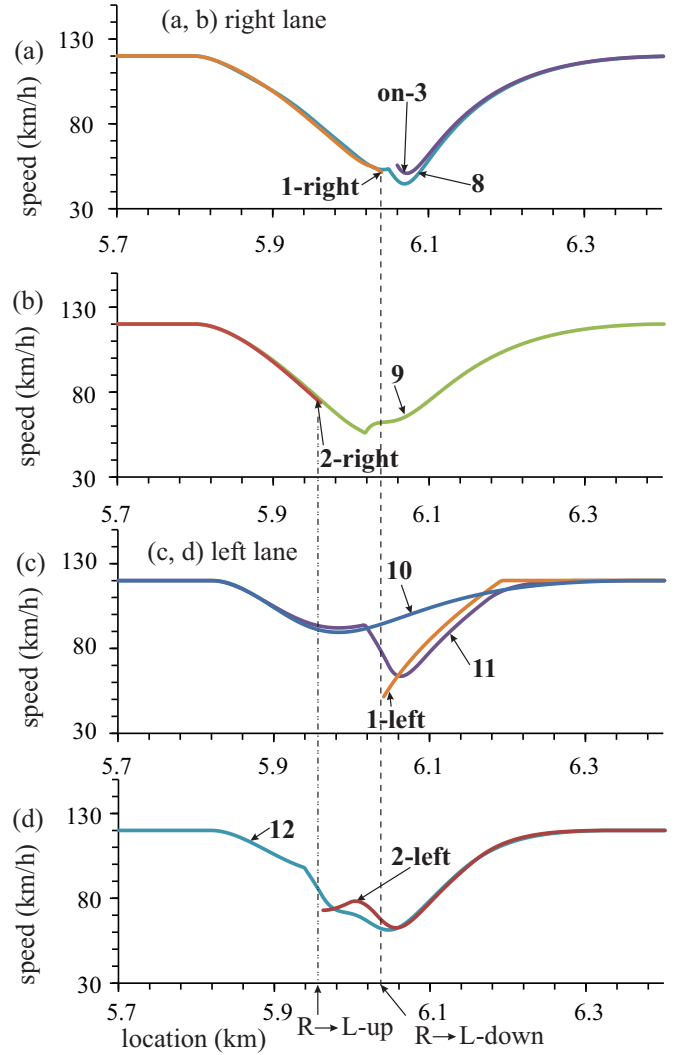 (a, b) right lane
(a)
speed (km/h)
130
80
30
on-3
1-right
8
5.7 5.9 6.1 6.3
(b)
speed (km/h)
130
80
30
9
2-right
5.7 5.9 6.1 6.3
(c, d) left lane
(c)
speed (km/h)
130
80
30
10
11
1-left
5.7 5.9 6.1 6.3
(d)
speed (km/h)
130
80
30
12
2-left
5.7 5.9 6.1 6.3
location (km)
R→L-up
R→L-down